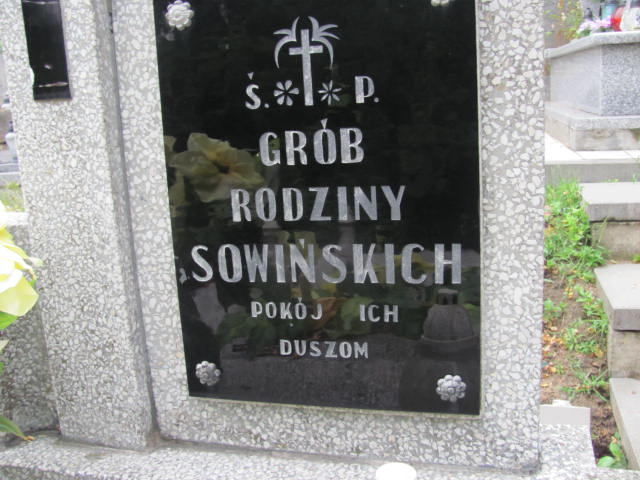 Ś. P.
GRÓB
RODZINY
SOWIŃSKICH
POKÓJ ICH
DUSZOM